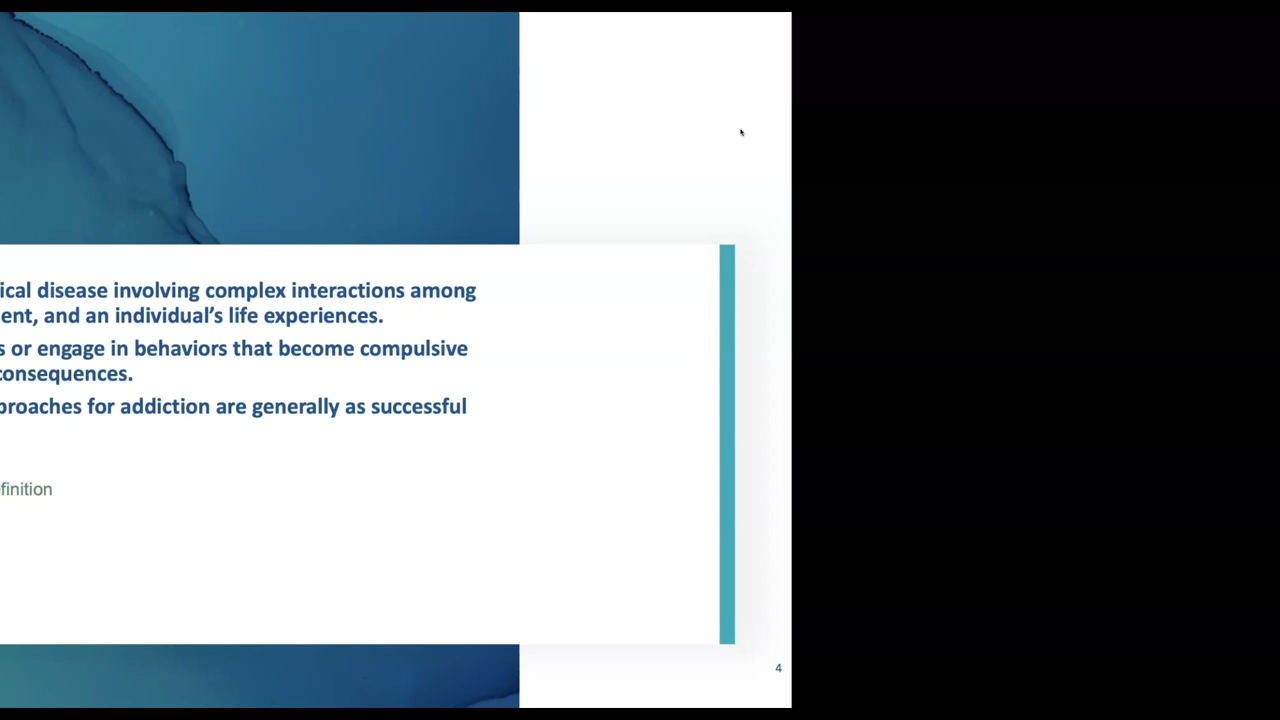 ical disease involving complex interactions among
ent, and an individual's life experiences.
s or engage in behaviors that become compulsive
consequences.
proaches for addiction are generally as successful
finition
4